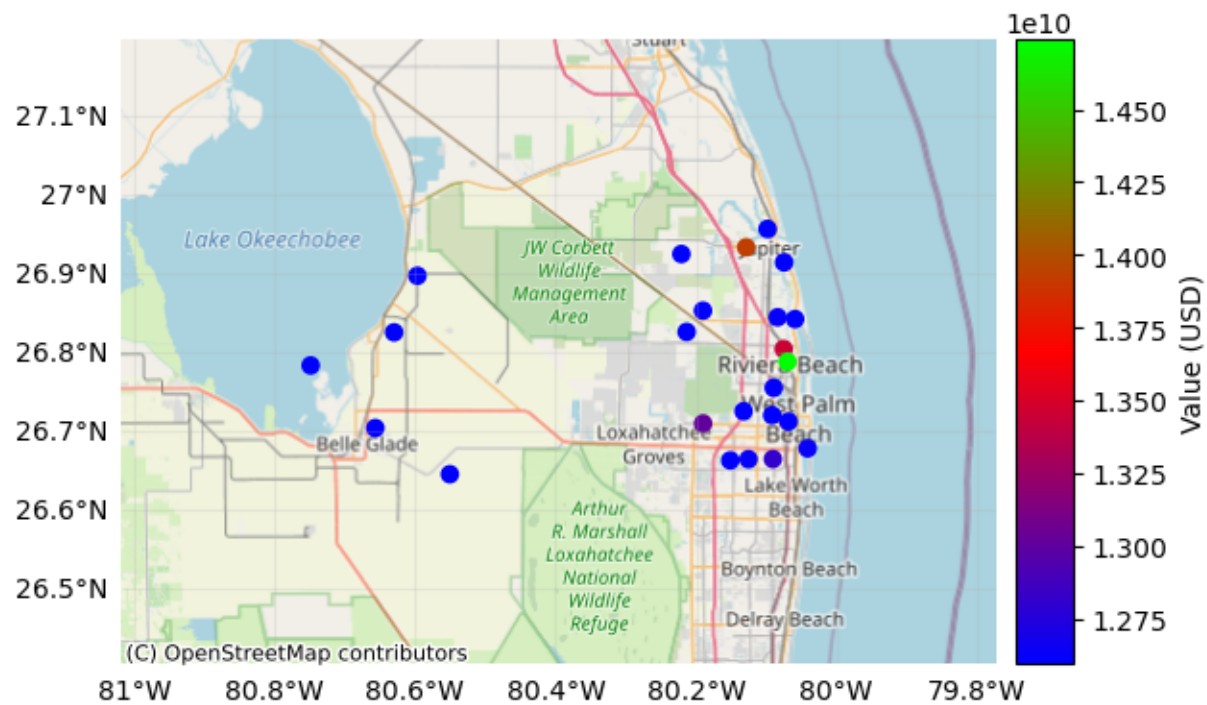 1e10
Stuart
27.1°N
27°N
26.9°N
26.8°N
26.7°N
26.6°N
26.5°N
Lake Okeechobee
JW Corbett
Wildlife
Management
Area
Jupiter
Riviera Beach
West Palm
Beach
Loxahatchee
Groves
Belle Glade
Lake Worth
Beach
Arthur
R. Marshall
Loxahatchee
National
Wildlife
Refuge
Boynton Beach
Delray Beach
(C) OpenStreetMap contributors
81°W
80.8°W
80.6°W
80.4°W
80.2°W
80°W
79.8°W
1.450
1.425
1.400
1.375
1.350
1.325
1.300
1.275
Value (USD)